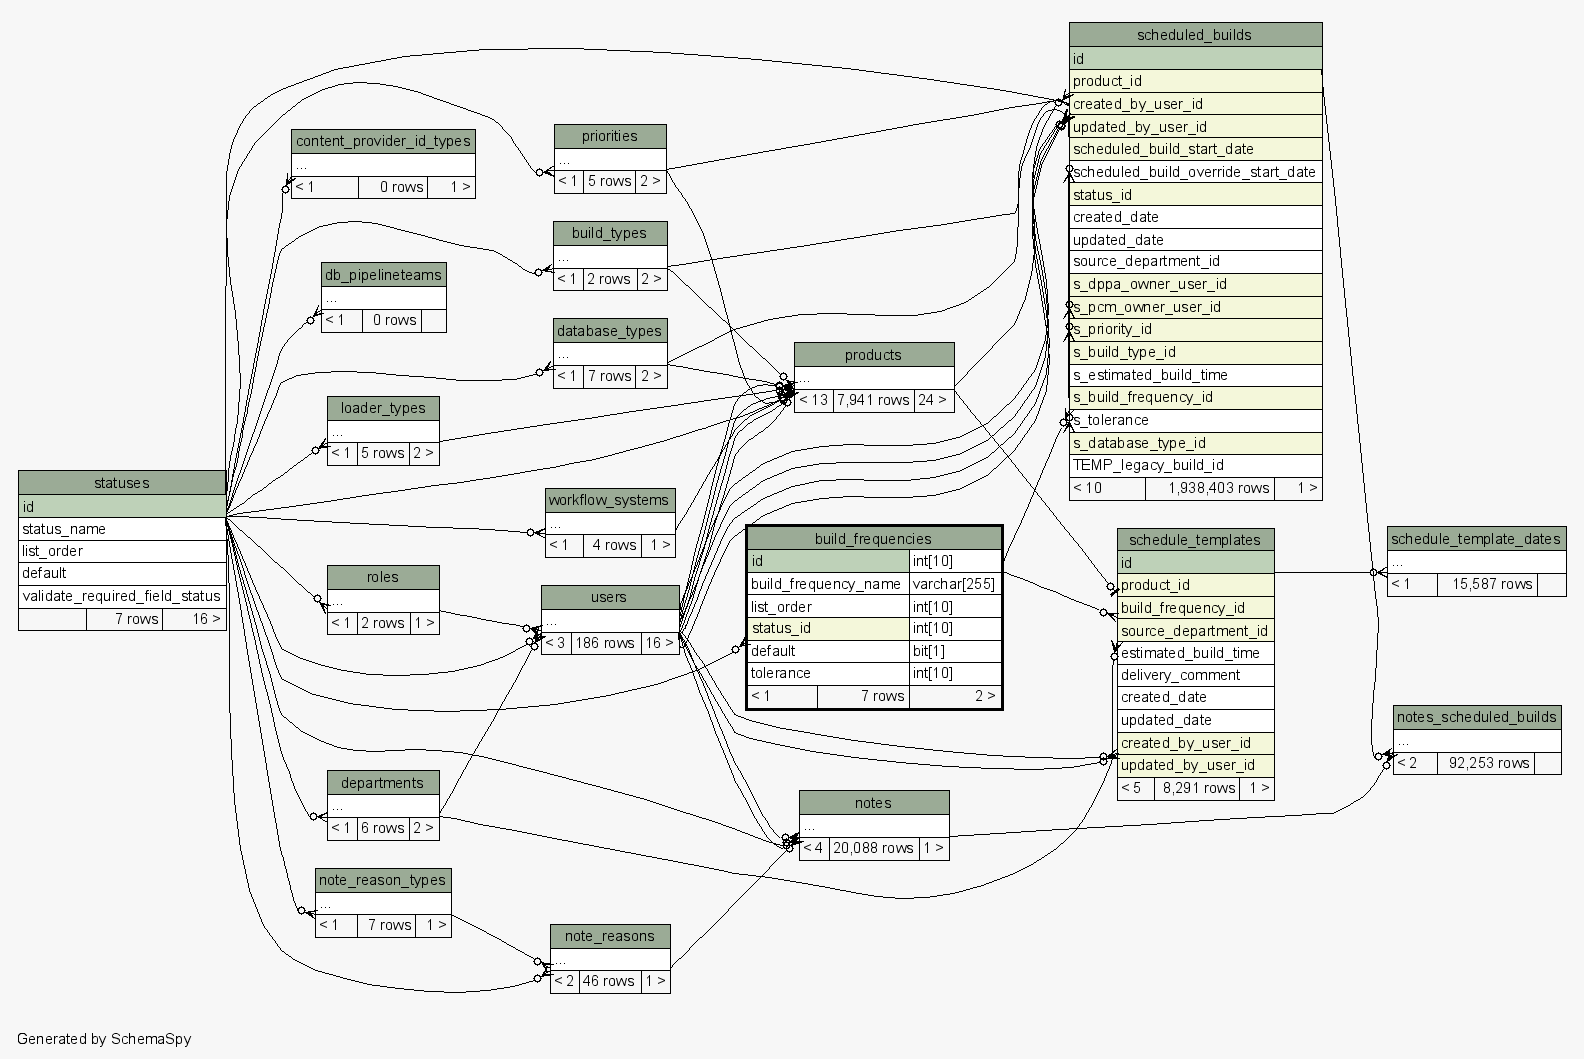 scheduled_builds
id
product_id
created_by_user_id
updated_by_user_id
scheduled_build_start_date
scheduled_build_override_start_date
status_id
created_date
updated_date
source_department_id
s_dppa_owner_user_id
s_pcm_owner_user_id
s_priority_id
s_build_type_id
s_estimated_build_time
s_build_frequency_id
s_tolerance
s_database_type_id
TEMP_legacy_build_id
< 10 1,938,403 rows 1 >
content_provider_id_types
...
< 1 0 rows 1 >
priorities
...
< 1 5 rows 2 >
build_types
...
< 1 2 rows 2 >
db_pipelineteams
...
< 1 0 rows
database_types
...
< 1 7 rows 2 >
products
...
< 13 7,941 rows 24 >
loader_types
...
< 1 5 rows 2 >
statuses
id
status_name
list_order
default
validate_required_field_status
7 rows 16 >
workflow_systems
...
< 1 4 rows 1 >
roles
...
< 1 2 rows 1 >
users
...
< 3 186 rows 16 >
build_frequencies
id int[10]
build_frequency_name varchar[255]
list_order int[10]
status_id int[10]
default bit[1]
tolerance int[10]
< 1 7 rows 2 >
schedule_templates
id
product_id
build_frequency_id
source_department_id
estimated_build_time
delivery_comment
created_date
updated_date
created_by_user_id
updated_by_user_id
< 5 8,291 rows 1 >
schedule_template_dates
...
< 1 15,587 rows
notes_scheduled_builds
...
< 2 92,253 rows
departments
...
< 1 6 rows 2 >
notes
...
< 4 20,088 rows 1 >
note_reason_types
...
< 1 7 rows 1 >
note_reasons
...
< 2 46 rows 1 >
Generated by SchemaSpy